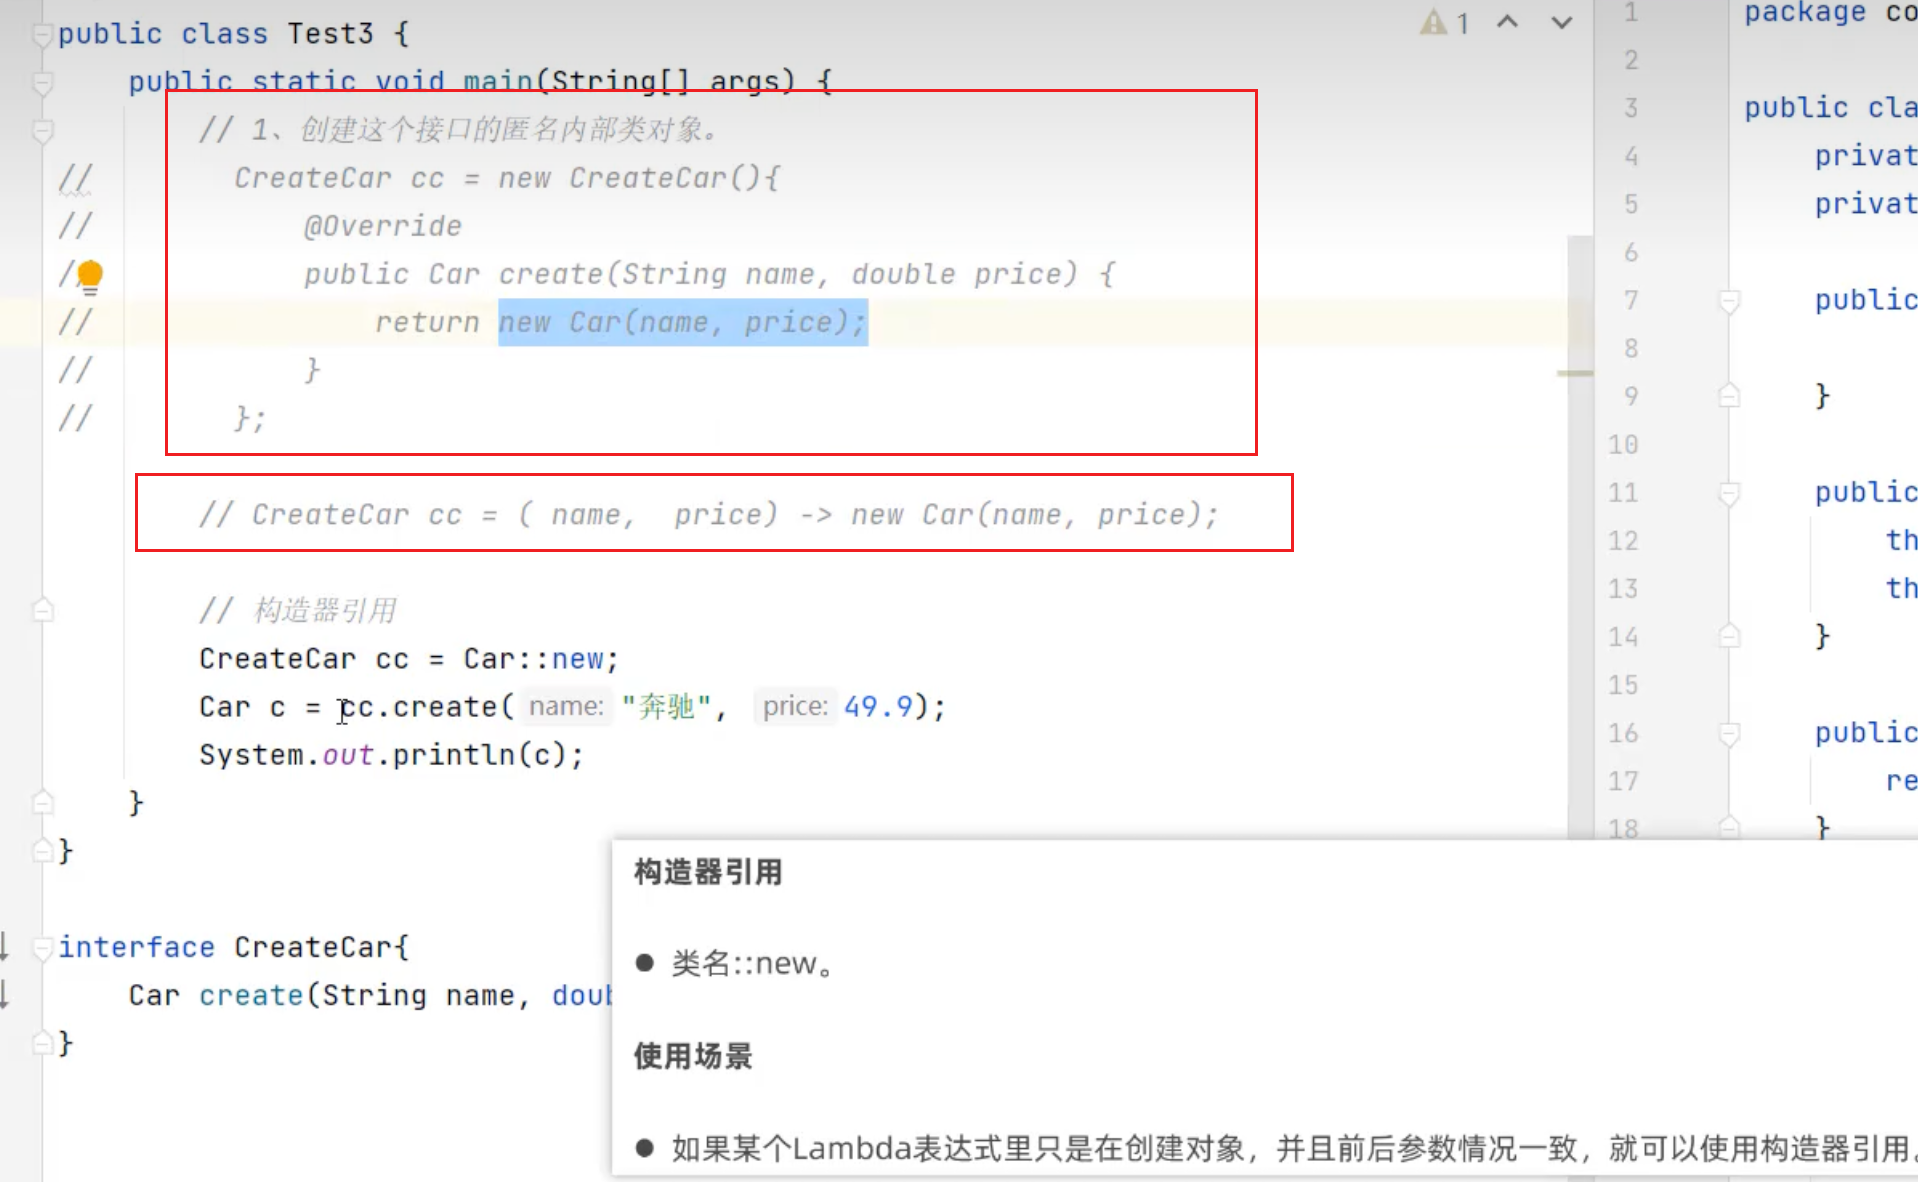 public class Test3 {
public static void main(String[] args) {
// 1、创建这个接口的匿名内部类对象。
// CreateCar cc = new CreateCar(){
// @Override
// public Car create(String name, double price) {
// return new Car(name, price);
// }
// };
// CreateCar cc = ( name,  price) -> new Car(name, price);
// 构造器引用
CreateCar cc = Car::new;
Car c = cc.create( name: "奔驰", price: 49.9);
System.out.println(c);
}
}
interface CreateCar{
Car create(String name, doub
}
1
1 package co
2
3 public cla
4 privat
5 privat
6
7 public
8
9 }
10
11 public
12 th
13 th
14 }
15
16 public
17 re
18 }
构造器引用
● 类名::new。
使用场景
● 如果某个Lambda表达式里只是在创建对象，并且前后参数情况一致，就可以使用构造器引用。